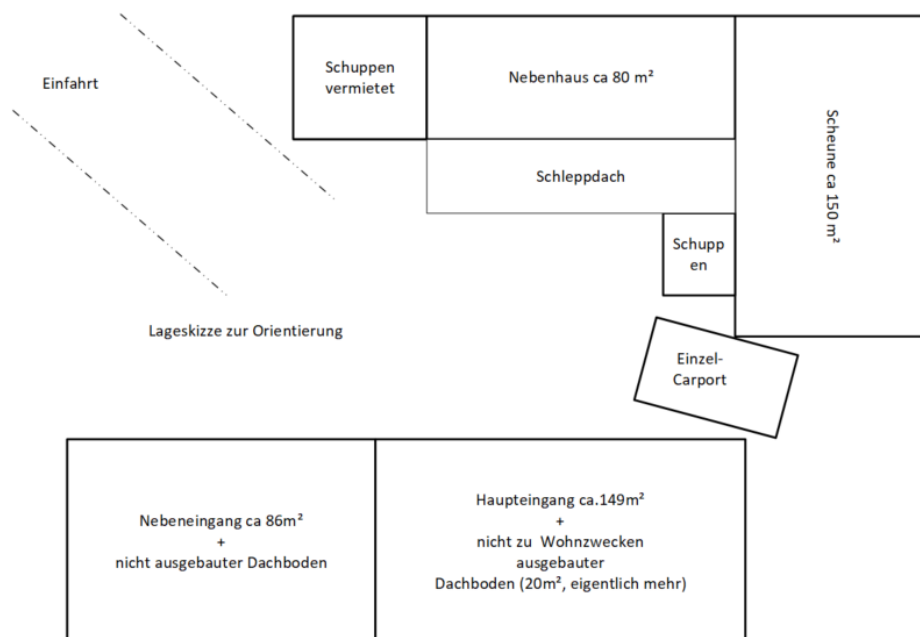 Einfahrt
Schuppen
vermietet
Nebenhaus ca 80 m²
Scheune ca 150 m²
Schleppdach
Schupp
en
Lageskizze zur Orientierung
Einzel-
Carport
Nebeneingang ca 86m²
+
nicht ausgebauter Dachboden
Haupteingang ca.149m²
+
nicht zu Wohnzwecken
ausgebauter
Dachboden (20m², eigentlich mehr)